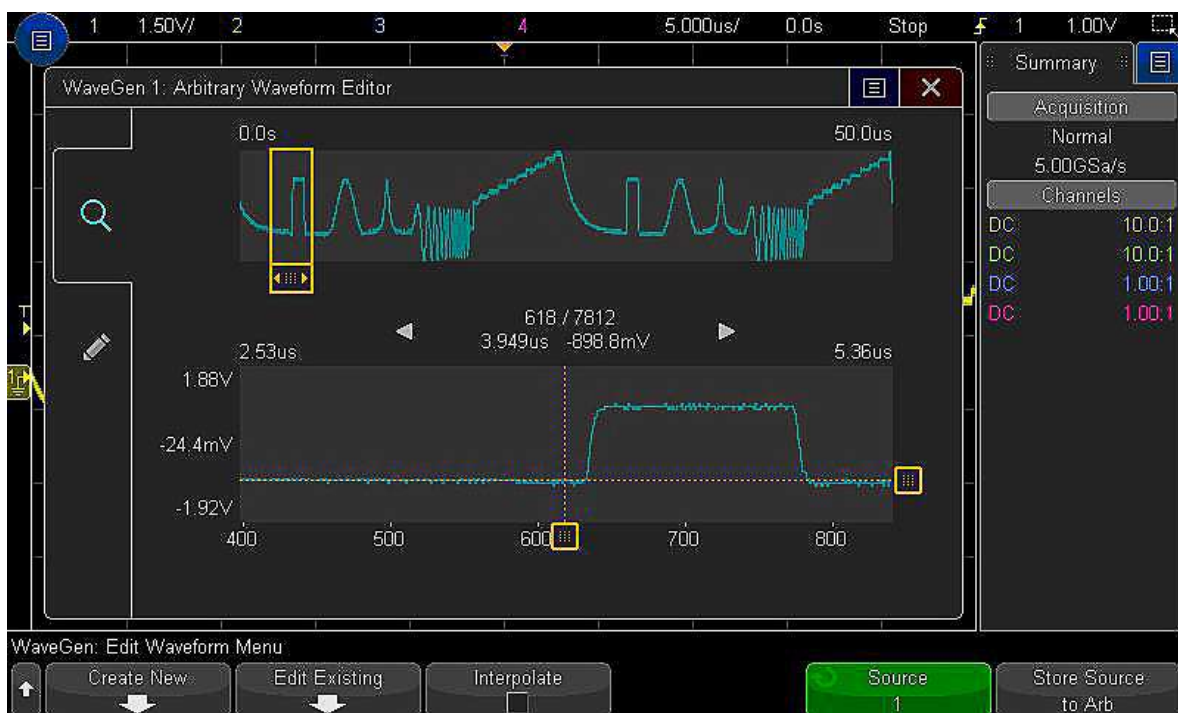 1 1.50V/ 2 3 4 5.000us/ 0.0s Stop 1 1.00V
Summary
WaveGen 1: Arbitrary Waveform Editor
Acquisition
Normal
5.00GSa/s
Channels
DC 10.0:1
DC 10.0:1
DC 1.00:1
DC 1.00:1
0.0s 50.0us
618 / 7812
3.949us -898.8mV
2.53us 5.36us
1.88V
-24.4mV
-1.92V
400 500 600 700 800
T
1
WaveGen: Edit Waveform Menu
Create New
Edit Existing
Interpolate
Source
1
Store Source
to Arb